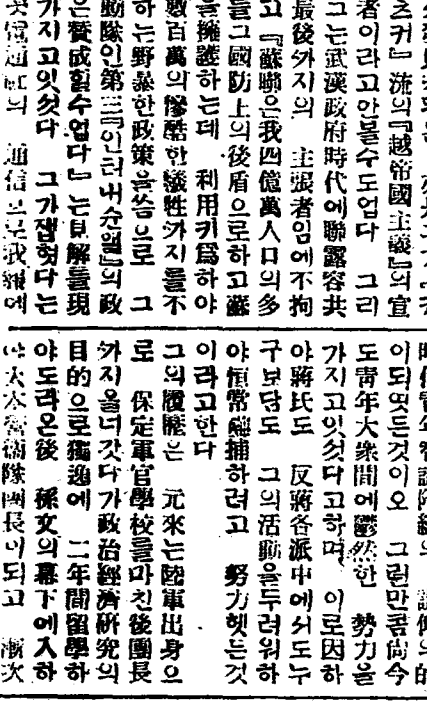 츠커』流의『越帝國主義』의宣
者이라고안볼수도업다 그리
그는武漢政府時代에聯露容共
最後ᄭᅡ지의 主張者임에不拘
고『蘇聯은我四億萬人口의多
를그國防上의後盾으로하고蘇
을擁護하는데 利用키爲하야
數百萬의慘酷한犧牲ᄭᅡ지를不
하는野暴한政策을씀으로 그
動隊인第三『인터내슈낼』의政
은贊成할수업다』는見解를現
가지고잇섯다 그가잽혓다는
通信으로我報에
이되엿든것이오 그런만콤尙今
도靑年大衆間에鬱然한 勢力을
가지고잇섯다고하며 이로因하
야蔣氏도 反蔣各派中에서도누
구보담도 그의活動을두려워하
야恒常逮捕하려고 努力햇든것
이라고한다
그의履歷은 元來는陸軍出身으
로 保定軍官學校를마친後團長
ᄭᅡ지올너갓다가政治經濟硏究의
目的으로獨逸에 二年間留學하
야도라온後 孫文의幕下에入하
야大本營衛隊團長이되고 漸次